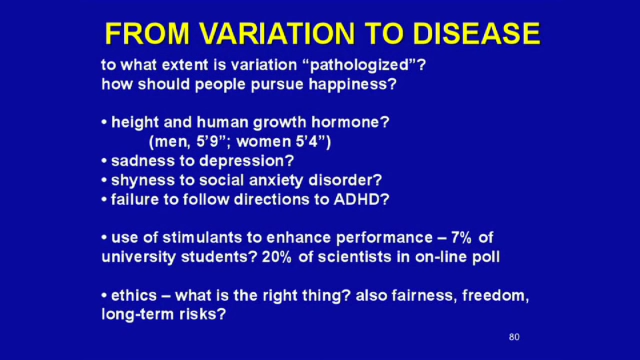 FROM VARIATION TO DISEASE
to what extent is variation “pathologized”?
how should people pursue happiness?
• height and human growth hormone?
(men, 5’9”; women 5’4”)
• sadness to depression?
• shyness to social anxiety disorder?
• failure to follow directions to ADHD?
• use of stimulants to enhance performance – 7% of
university students? 20% of scientists in on-line poll
• ethics – what is the right thing? also fairness, freedom,
long-term risks?
80